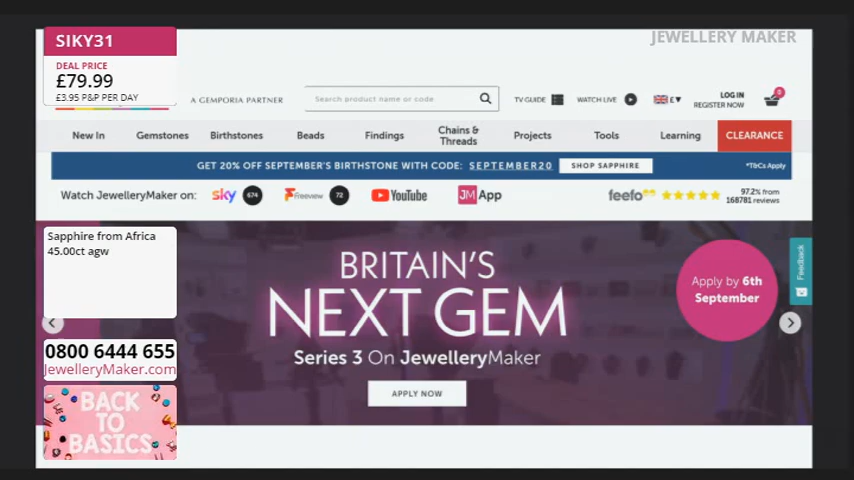 SIKY31
JEWELLERY MAKER
DEAL PRICE
£79.99
£3.95 P&P PER DAY
A GEMPORIA PARTNER
Search product name or code
TV GUIDE
WATCH LIVE
£▼
LOG IN
REGISTER NOW
0
New In
Gemstones
Birthstones
Beads
Findings
Chains &
Threads
Projects
Tools
Learning
CLEARANCE
GET 20% OFF SEPTEMBER'S BIRTHSTONE WITH CODE: SEPTEMBER20
SHOP SAPPHIRE
*T&Cs Apply
Watch JewelleryMaker on:
sky 674
Freeview 72
YouTube
JM App
feefo
97.2% from
168781 reviews
Sapphire from Africa
45.00ct agw
BRITAIN'S
NEXT GEM
Series 3 On JewelleryMaker
APPLY NOW
Apply by 6th
September
Feedback
0800 6444 655
JewelleryMaker.com
BACK
TO
BASICS